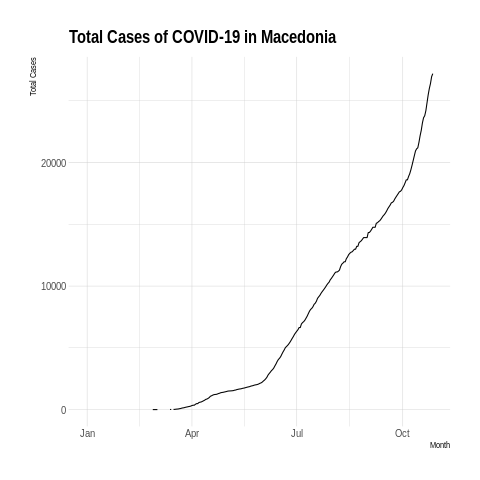 Total Cases of COVID-19 in Macedonia
Total Cases
20000
10000
0
Jan Apr Jul Oct
Month